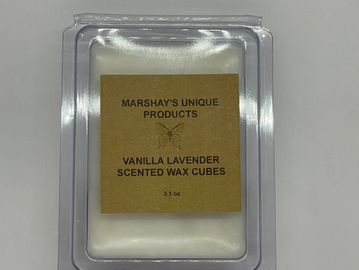 MARSHAY'S UNIQUE
PRODUCTS
VANILLA LAVENDER
SCENTED WAX CUBES
3.1 oz